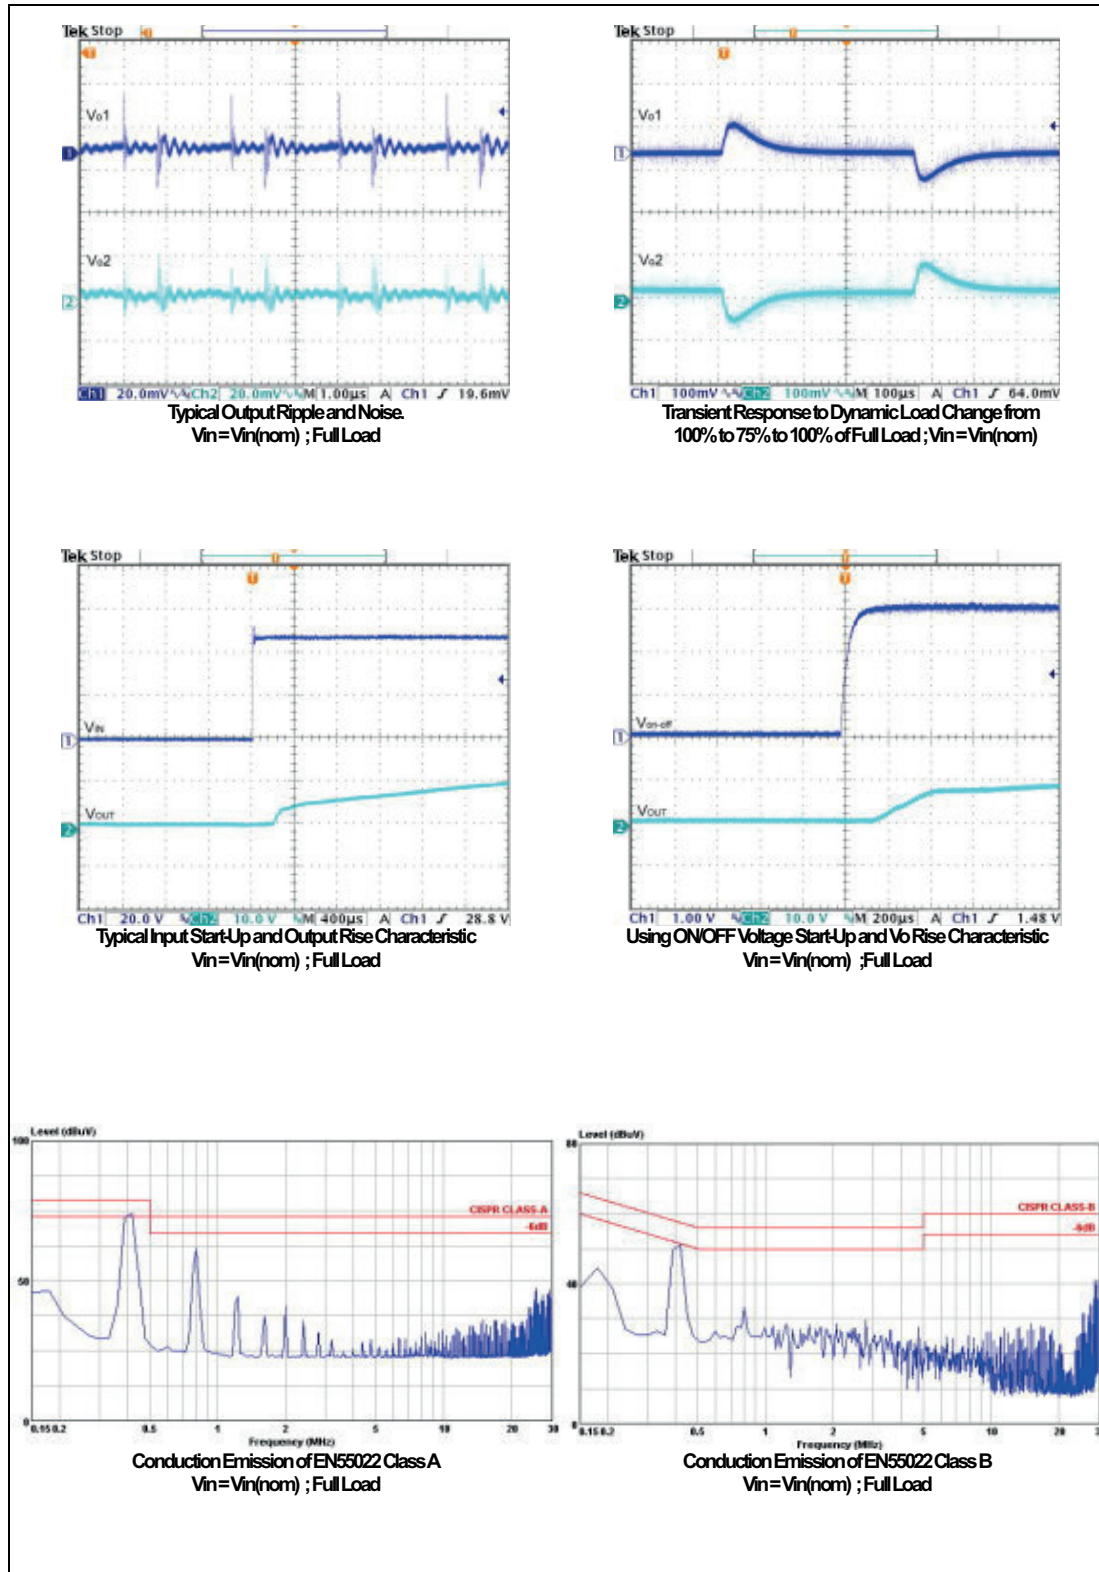 Tek Stop
Vo1
Vo2
Ch1 20.0mV Ch2 20.0mV M 1.00µs A Ch1 19.6mV
Typical Output Ripple and Noise.
Vin = Vin(nom) ; Full Load
Tek Stop
Vo1
Vo2
Ch1 100mV Ch2 100mV M 100µs A Ch1 64.0mV
Transient Response to Dynamic Load Change from
100% to 75% to 100% of Full Load ; Vin = Vin(nom)
Tek Stop
VIN
VOUT
Ch1 20.0 V Ch2 10.0 V M 400µs A Ch1 28.8 V
Typical Input Start-Up and Output Rise Characteristic
Vin = Vin(nom) ; Full Load
Tek Stop
Von-off
VOUT
Ch1 1.00 V Ch2 10.0 V M 200µs A Ch1 1.48 V
Using ON/OFF Voltage Start-Up and Vo Rise Characteristic
Vin = Vin(nom) ;Full Load
Level (dBuV)
100
CISPR CLASS-A
-6dB
50
0
0.15 0.2 0.5 1 2 5 10 20 30
Frequency (MHz)
Conduction Emission of EN55022 Class A
Vin = Vin(nom) ; Full Load
Level (dBuV)
80
CISPR CLASS-B
-6dB
40
0
0.15 0.2 0.5 1 2 5 10 20 3
Frequency (MHz)
Conduction Emission of EN55022 Class B
Vin = Vin(nom) ; Full Load